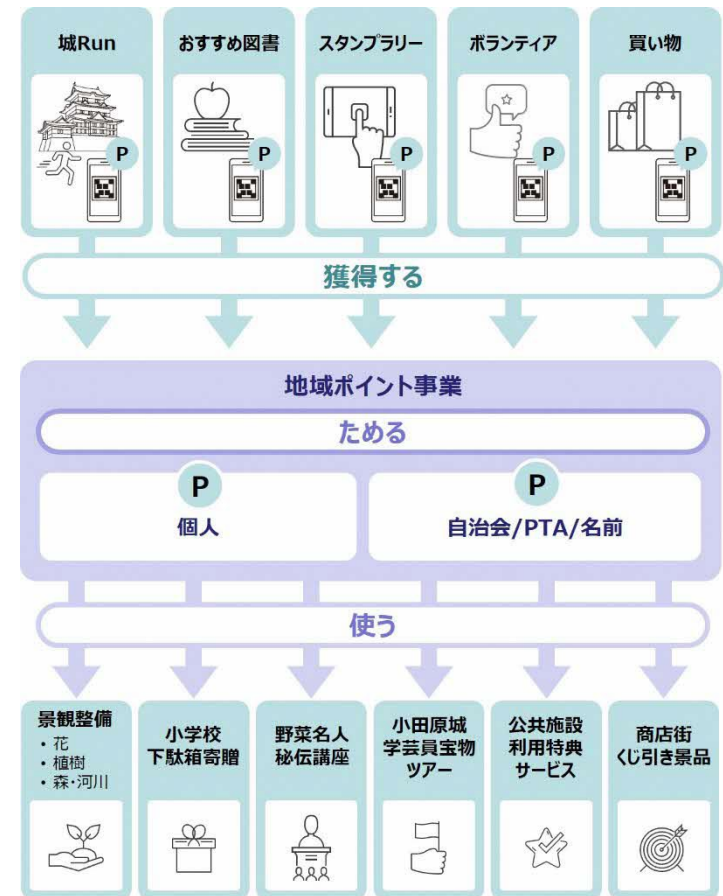 城Run
おすすめ図書
スタンプラリー
ボランティア
買い物
P
P
P
P
P
獲得する
地域ポイント事業
ためる
P
個人
P
自治会/PTA/名前
使う
景観整備
・花
・植樹
・森・河川
小学校
下駄箱寄贈
野菜名人
秘伝講座
小田原城
学芸員宝物
ツアー
公共施設
利用特典
サービス
商店街
くじ引き景品